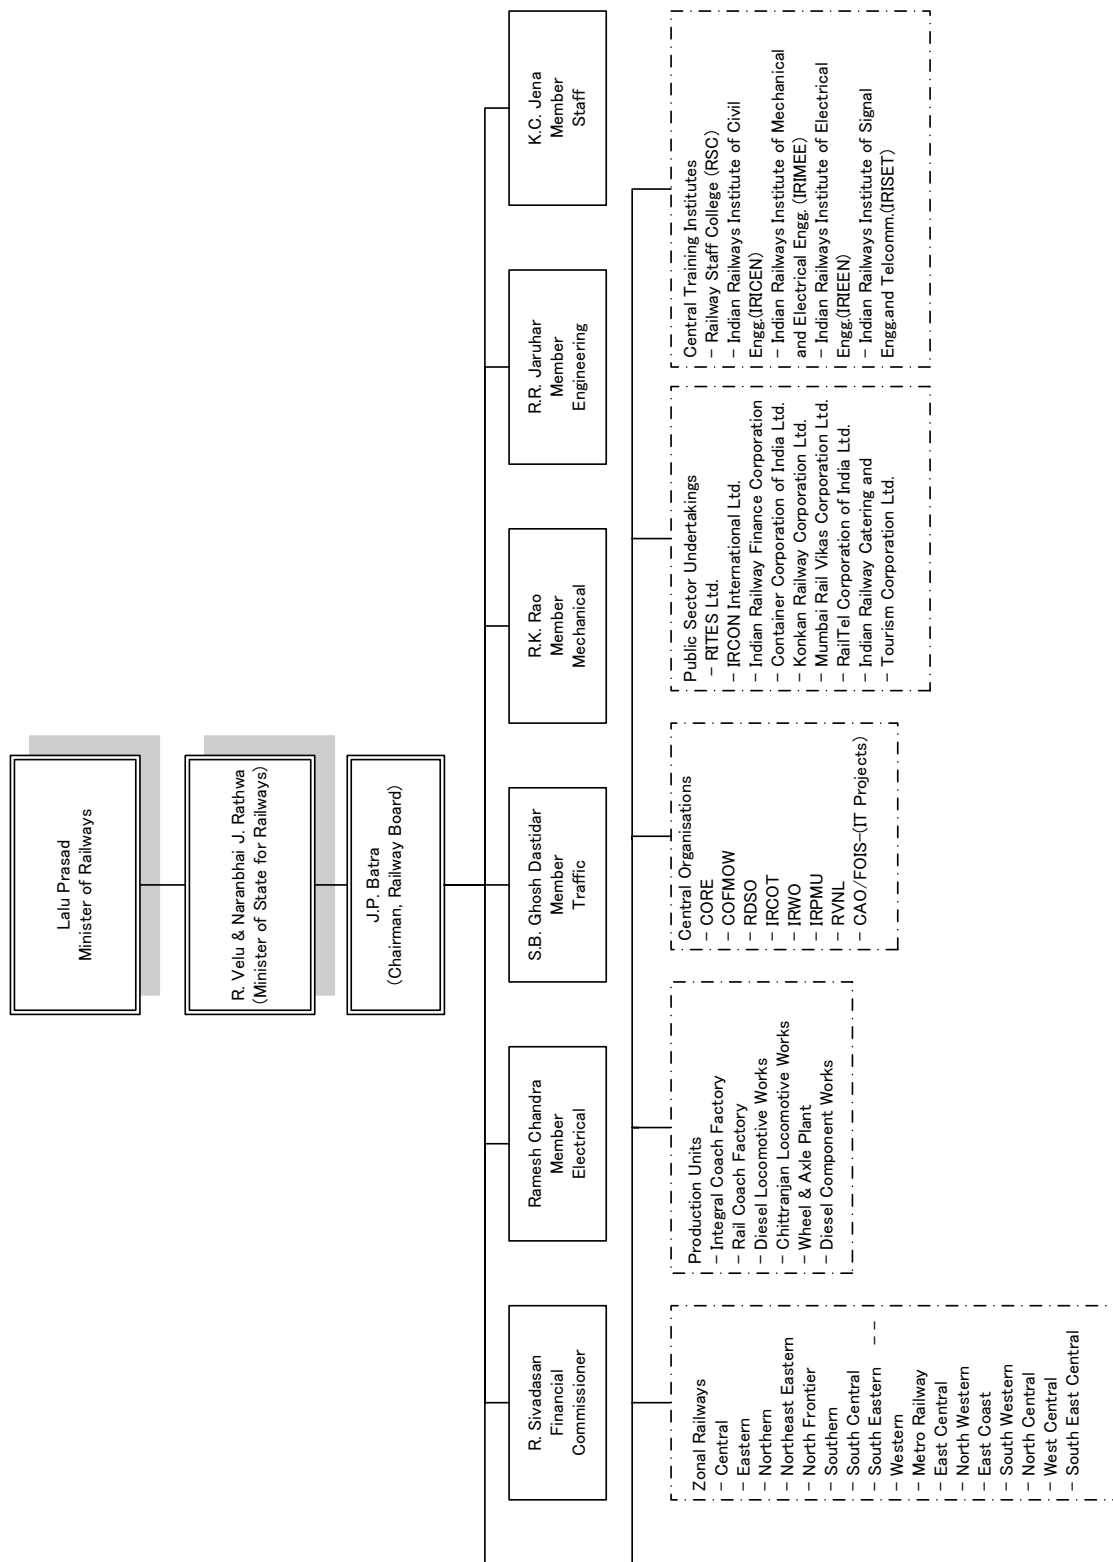 Lalu Prasad
Minister of Railways
R. Velu & Naranbhai J. Rathwa
(Minister of State for Railways)
J.P. Batra
(Chairman, Railway Board)
R. Sivadasan
Financial
Commissioner
Ramesh Chandra
Member
Electrical
S.B. Ghosh Dastidar
Member
Traffic
R.K. Rao
Member
Mechanical
R.R. Jaruhar
Member
Engineering
K.C. Jena
Member
Staff
Zonal Railways
- Central
- Eastern
- Northern
- Northeast Eastern
- North Frontier
- Southern
- South Central
- South Eastern  - -
- Western
- Metro Railway
- East Central
- North Western
- East Coast
- South Western
- North Central
- West Central
- South East Central
Production Units
- Integral Coach Factory
- Rail Coach Factory
- Diesel Locomotive Works
- Chittranjan Locomotive Works
- Wheel & Axle Plant
- Diesel Component Works
Central Organisations
- CORE
- COFMOW
- RDSO
- IRCOT
- IRWO
- IRPMU
- RVNL
- CAO/FOIS-(IT Projects)
Public Sector Undertakings
- RITES Ltd.
- IRCON International Ltd.
- Indian Railway Finance Corporation
- Container Corporation of India Ltd.
- Konkan Railway Corporation Ltd.
- Mumbai Rail Vikas Corporation Ltd.
- RailTel Corporation of India Ltd.
- Indian Railway Catering and
- Tourism Corporation Ltd.
Central Training Institutes
- Railway Staff College (RSC)
- Indian Railways Institute of Civil
Engg.(IRICEN)
- Indian Railways Institute of Mechanical
and Electrical Engg. (IRIMEE)
- Indian Railways Institute of Electrical
Engg.(IRIEEN)
- Indian Railways Institute of Signal
Engg.and Telcomm.(IRISET)